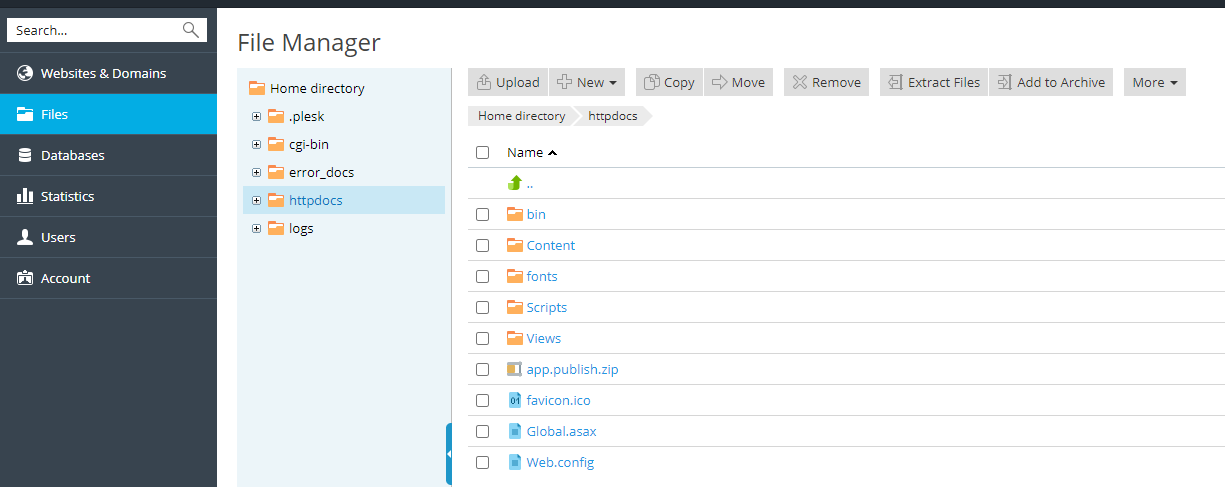 Search...
Websites & Domains
Files
Databases
Statistics
Users
Account
File Manager
Home directory
.plesk
cgi-bin
error_docs
httpdocs
logs
Upload New Copy Move Remove Extract Files Add to Archive More
Home directory httpdocs
Name
..
bin
Content
fonts
Scripts
Views
app.publish.zip
favicon.ico
Global.asax
Web.config